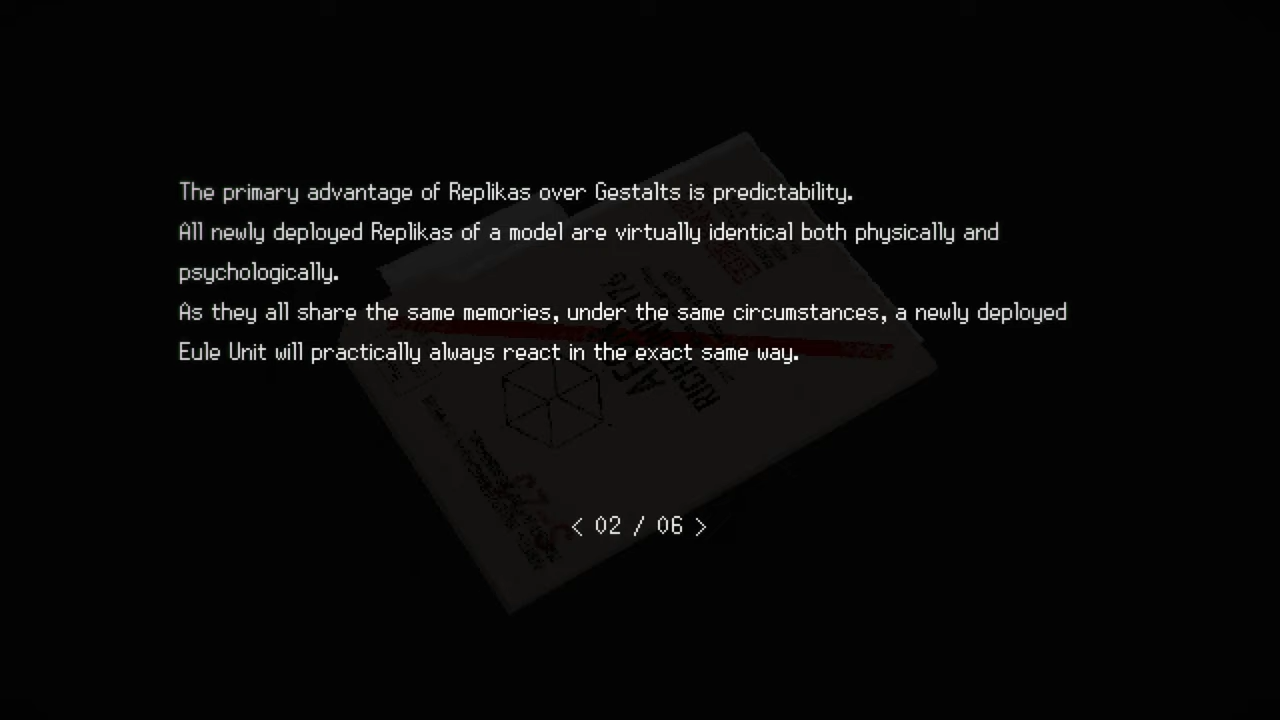 The primary advantage of Replikas over Gestalts is predictability.
All newly deployed Replikas of a model are virtually identical both physically and
psychologically.
As they all share the same memories, under the same circumstances, a newly deployed
Eule Unit will practically always react in the exact same way.
< 02 / 06 >